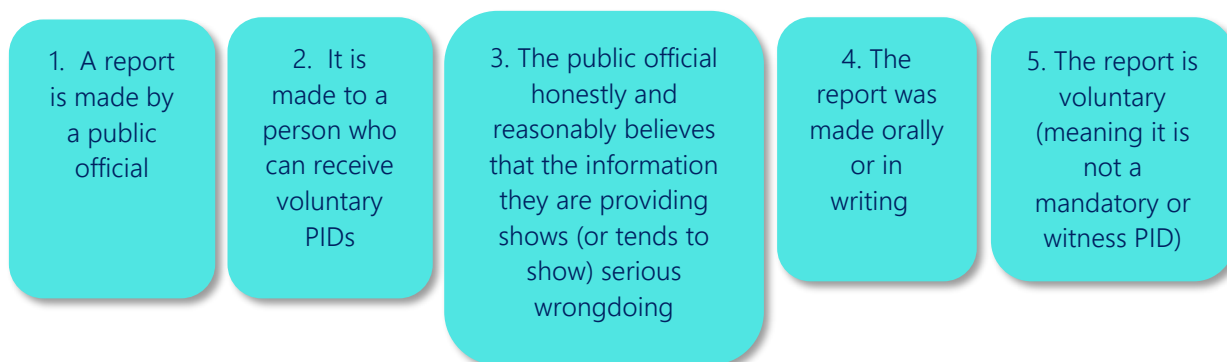 1. A report
is made by
a public
official
2. It is
made to a
person who
can receive
voluntary
PIDs
3. The public official
honestly and
reasonably believes
that the information
they are providing
shows (or tends to
show) serious
wrongdoing
4. The
report was
made orally
or in
writing
5. The report is
voluntary
(meaning it is
not a
mandatory or
witness PID)